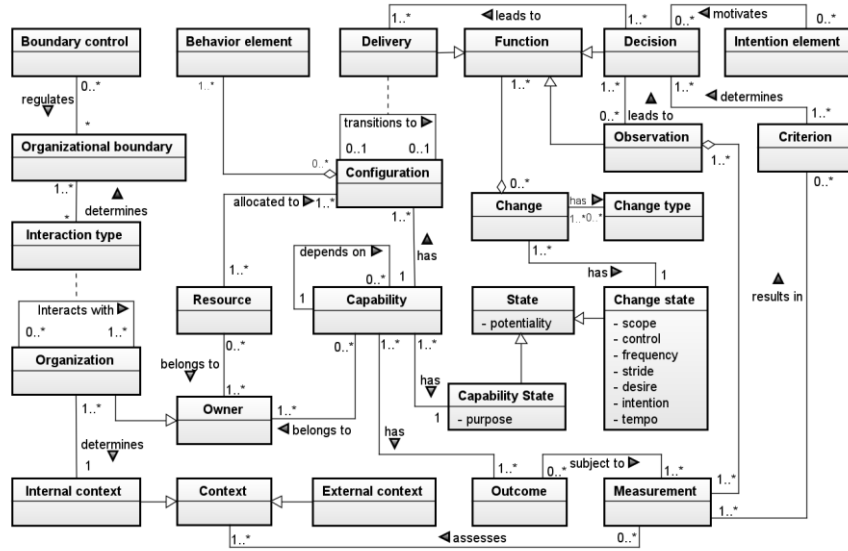 1..* leads to 1..* 0..* motivates 0..*
Boundary control Behavior element Delivery Function Decision Intention element
0..* 1..* 1..* 1..* 1..* determines
regulates transitions to 0..* leads to 1..*
* 0..1 0..1 Observation Criterion
Organizational boundary 0..* Configuration 0..* 1..* 0..*
1..* allocated to 1..* 1..* Change has Change type
* determines 1..* 0..*
Interaction type has 1..*
depends on 0..* 1 has 1
1..* 1
Interacts with Resource Capability State Change state results in
0..* 1..* 0..* 0..* 1..* 1..* - potentiality - scope
Organization belongs to - control
- frequency
1..* 1..* has Capability State - stride
Owner 1..* 1 - purpose - desire
belongs to - intention
determines has - tempo
1 1..* 0..* subject to 1..* 1..*
Internal context Context External context Outcome Measurement 1..*
1..* assesses 0..*